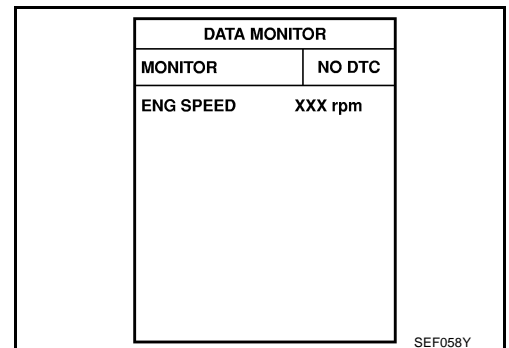 DATA MONITOR
MONITOR NO DTC
ENG SPEED XXX rpm
SEF058Y